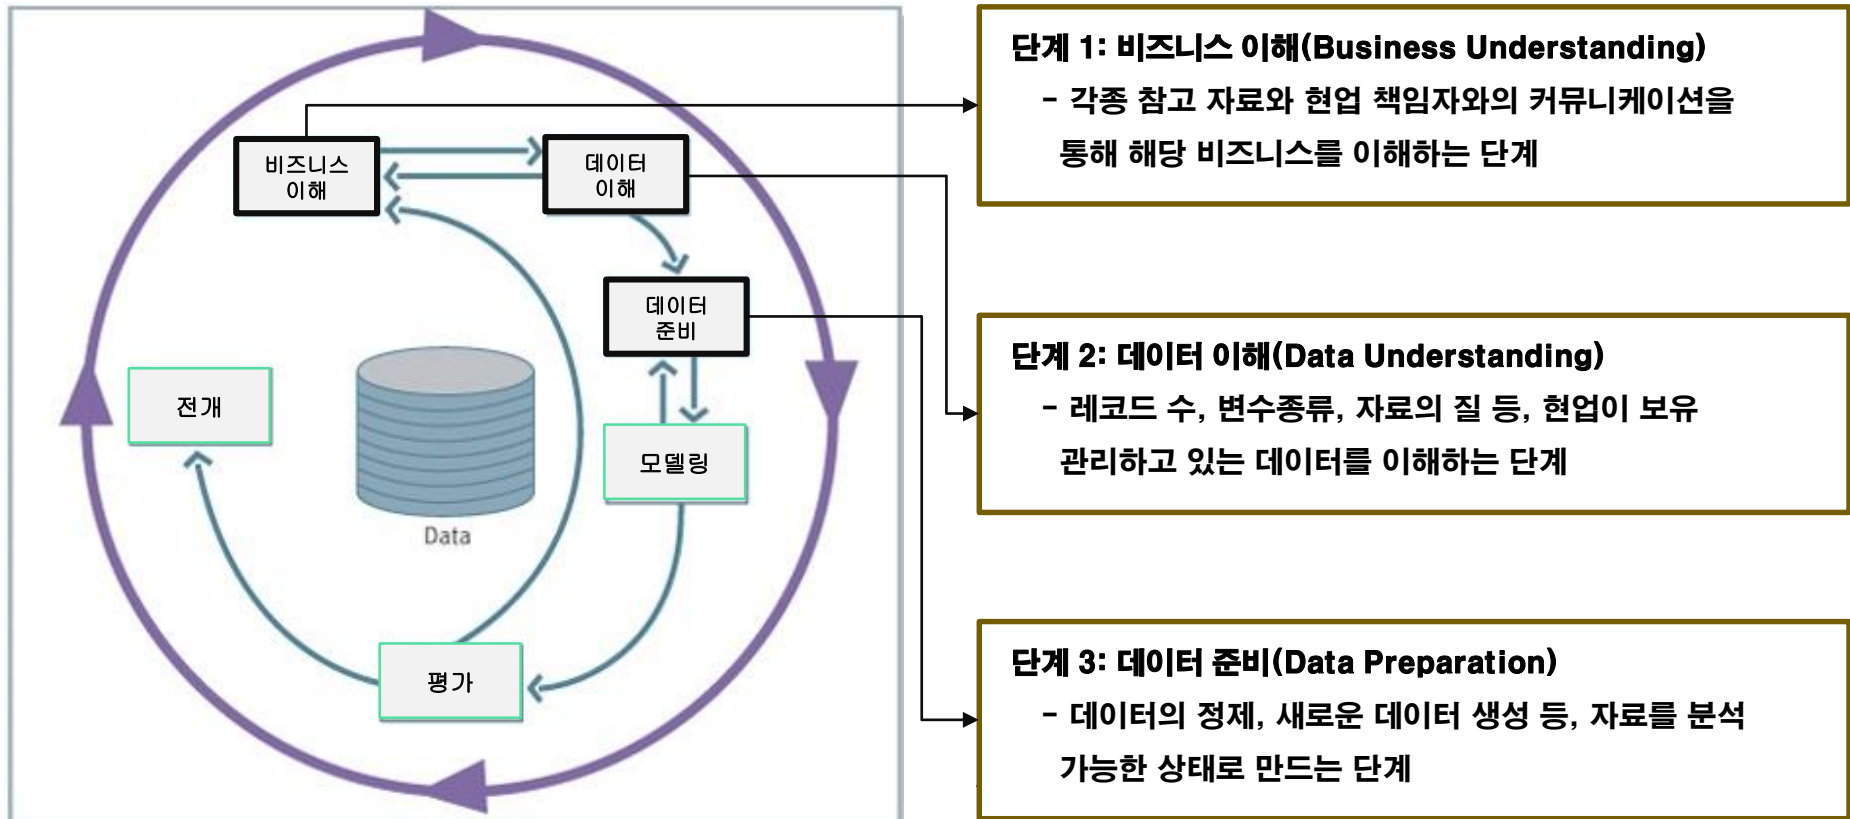 비즈니스
이해
데이터
이해
데이터
준비
전개
모델링
Data
평가
단계 1: 비즈니스 이해(Business Understanding)
- 각종 참고 자료와 현업 책임자와의 커뮤니케이션을
통해 해당 비즈니스를 이해하는 단계
단계 2: 데이터 이해(Data Understanding)
- 레코드 수, 변수종류, 자료의 질 등, 현업이 보유
관리하고 있는 데이터를 이해하는 단계
단계 3: 데이터 준비(Data Preparation)
- 데이터의 정제, 새로운 데이터 생성 등, 자료를 분석
가능한 상태로 만드는 단계